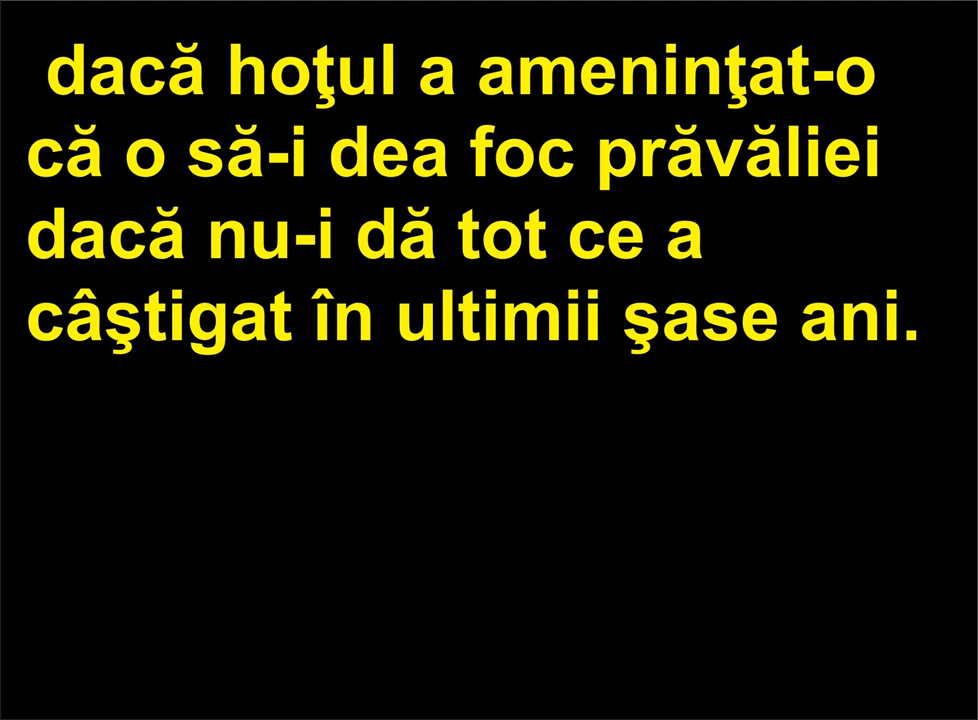 dacă hoţul a ameninţat-o
că o să-i dea foc prăvăliei
dacă nu-i dă tot ce a
câştigat în ultimii şase ani.